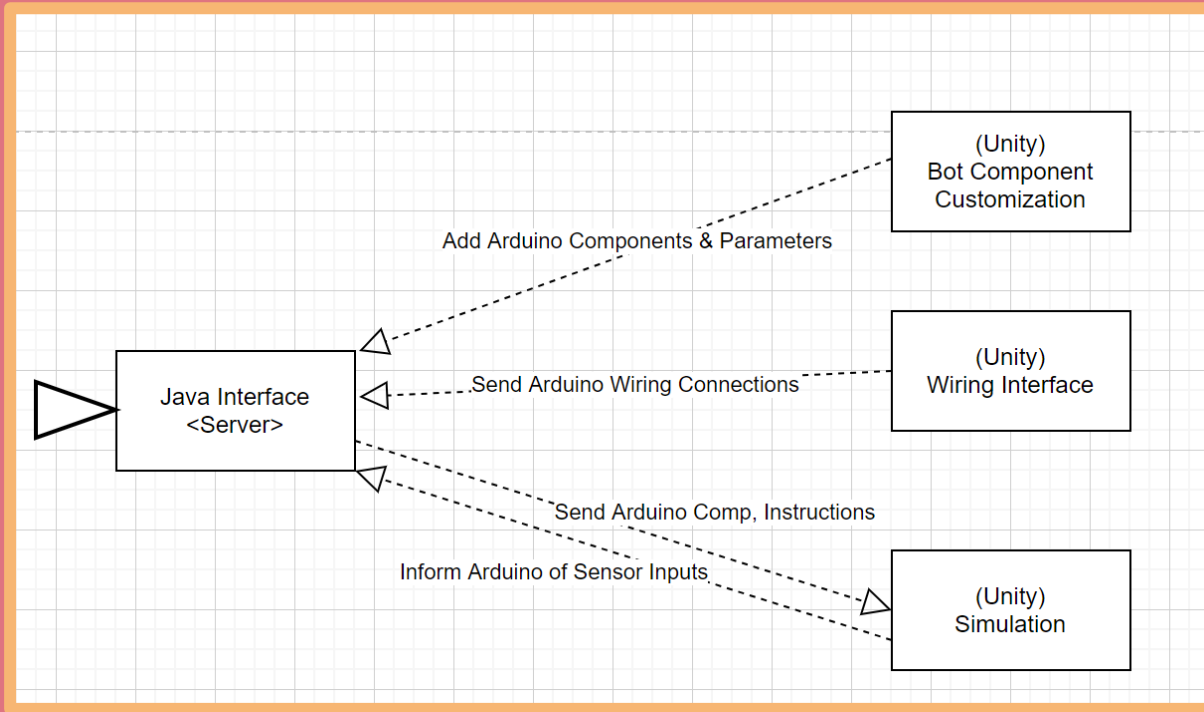 (Unity)
Bot Component
Customization
Add Arduino Components & Parameters
(Unity)
Wiring Interface
Send Arduino Wiring Connections
Java Interface
<Server>
Send Arduino Comp, Instructions
Inform Arduino of Sensor Inputs
(Unity)
Simulation